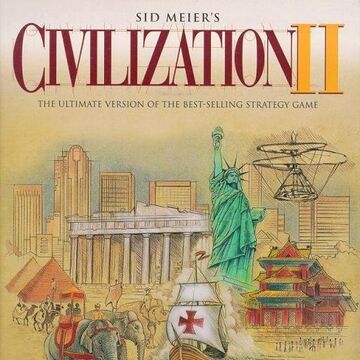 SID MEIER'S
CIVILIZATION II
THE ULTIMATE VERSION OF THE BEST-SELLING STRATEGY GAME